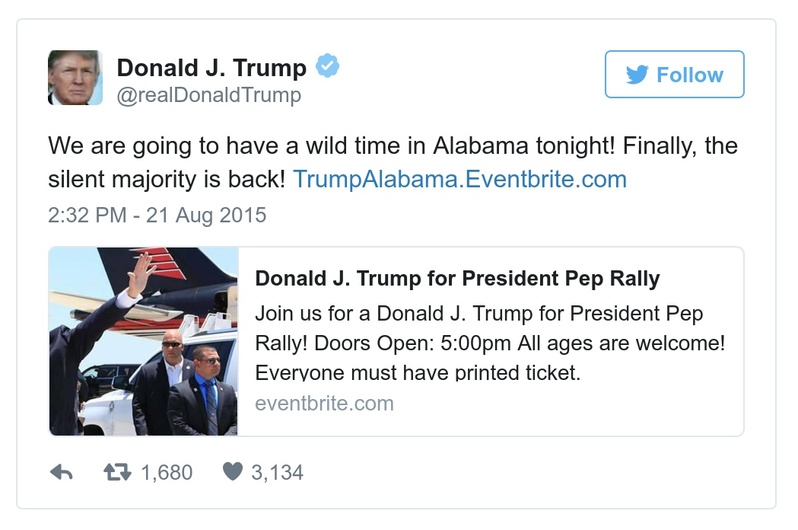 Donald J. Trump
@realDonaldTrump
Follow
We are going to have a wild time in Alabama tonight! Finally, the
silent majority is back! TrumpAlabama.Eventbrite.com
2:32 PM - 21 Aug 2015
Donald J. Trump for President Pep Rally
Join us for a Donald J. Trump for President Pep
Rally! Doors Open: 5:00pm All ages are welcome!
Everyone must have printed ticket.
eventbrite.com
1,680 3,134